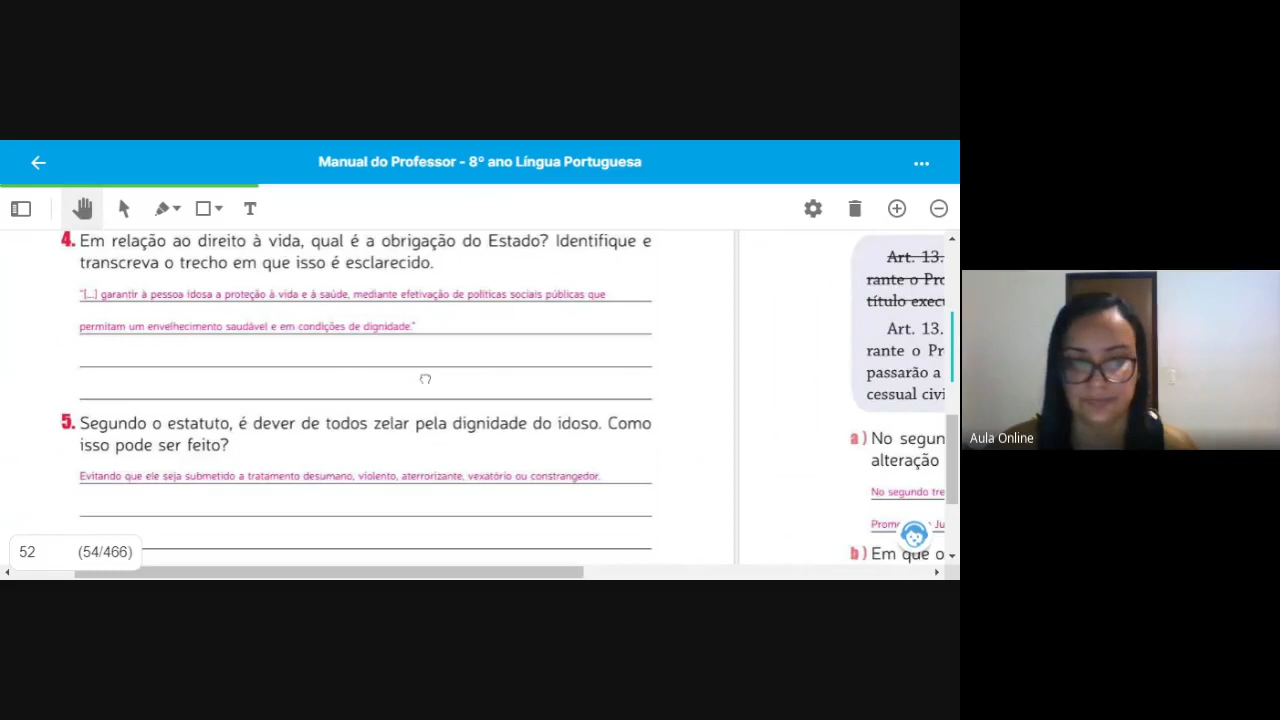 Manual do Professor - 8º ano Língua Portuguesa
T
4. Em relação ao direito à vida, qual é a obrigação do Estado? Identifique e
transcreva o trecho em que isso é esclarecido.
"[...] garantir à pessoa idosa a proteção à vida e à saúde, mediante efetivação de políticas sociais públicas que
permitam um envelhecimento saudável e em condições de dignidade."
5. Segundo o estatuto, é dever de todos zelar pela dignidade do idoso. Como
isso pode ser feito?
Evitando que ele seja submetido a tratamento desumano, violento, aterrorizante, vexatório ou constrangedor.
52 (54/466)
Art. 13.
rante o Pro
título exec
Art. 13.
rante o Pr
passarão a
cessual civi
a) No segun
alteração
No segundo tre
Prom
b) Em que o
Aula Online